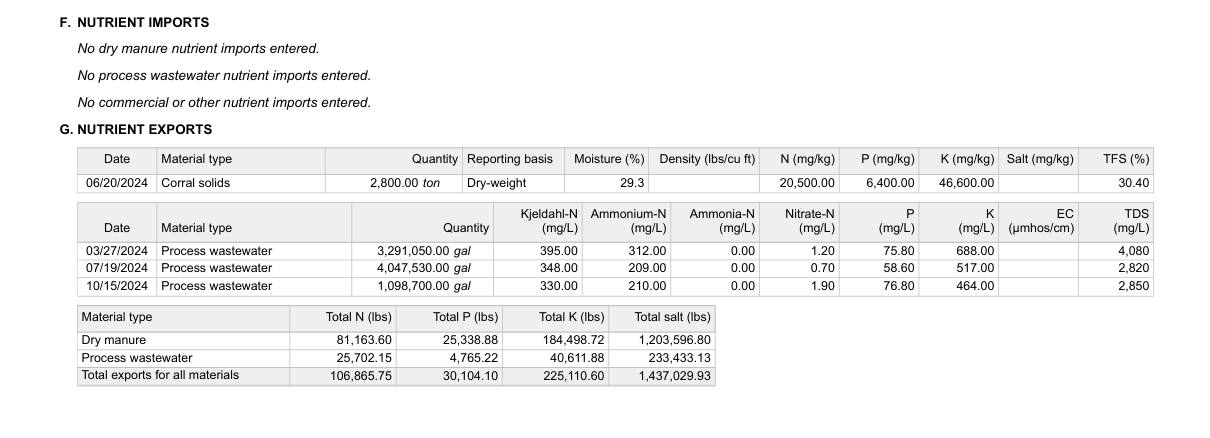 F. NUTRIENT IMPORTS
No dry manure nutrient imports entered.
No process wastewater nutrient imports entered.
No commercial or other nutrient imports entered.
G. NUTRIENT EXPORTS
Date Material type Quantity Reporting basis Moisture (%) Density (lbs/cu ft) N (mg/kg) P (mg/kg) K (mg/kg) Salt (mg/kg) TFS (%)
06/20/2024 Corral solids 2,800.00 ton Dry-weight 29.3 20,500.00 6,400.00 46,600.00 30.40
Kjeldahl-N Ammonium-N Ammonia-N Nitrate-N P K EC TDS
Date Material type Quantity (mg/L) (mg/L) (mg/L) (mg/L) (mg/L) (mg/L) (µmhos/cm) (mg/L)
03/27/2024 Process wastewater 3,291,050.00 gal 395.00 312.00 0.00 1.20 75.80 688.00 4,080
07/19/2024 Process wastewater 4,047,530.00 gal 348.00 209.00 0.00 0.70 58.60 517.00 2,820
10/15/2024 Process wastewater 1,098,700.00 gal 330.00 210.00 0.00 1.90 76.80 464.00 2,850
Material type Total N (lbs) Total P (lbs) Total K (lbs) Total salt (lbs)
Dry manure 81,163.60 25,338.88 184,498.72 1,203,596.80
Process wastewater 25,702.15 4,765.22 40,611.88 233,433.13
Total exports for all materials 106,865.75 30,104.10 225,110.60 1,437,029.93